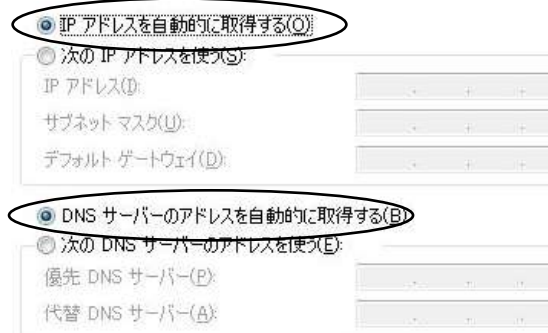 IP アドレスを自動的に取得する(O)
次の IP アドレスを使う(S):
IP アドレス(I):
サブネット マスク(U):
デフォルト ゲートウェイ(D):
DNS サーバーのアドレスを自動的に取得する(B)
次の DNS サーバーのアドレスを使う(E):
優先 DNS サーバー(P):
代替 DNS サーバー(A):